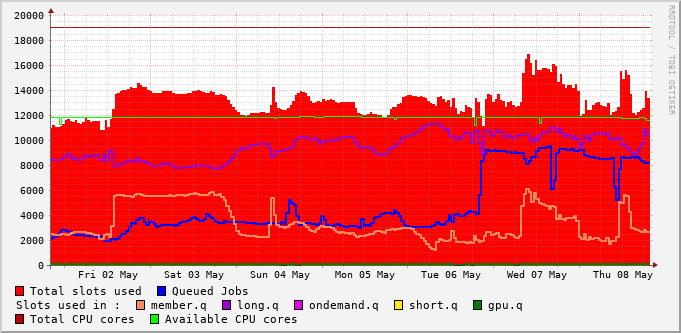 20000
18000
16000
14000
12000
10000
8000
6000
4000
2000
0
Fri 02 May Sat 03 May Sun 04 May Mon 05 May Tue 06 May Wed 07 May Thu 08 May
Total slots used Queued Jobs
Slots used in : member.q long.q ondemand.q short.q gpu.q
Total CPU cores Available CPU cores
RRDTOOL / TOBI OETIKER